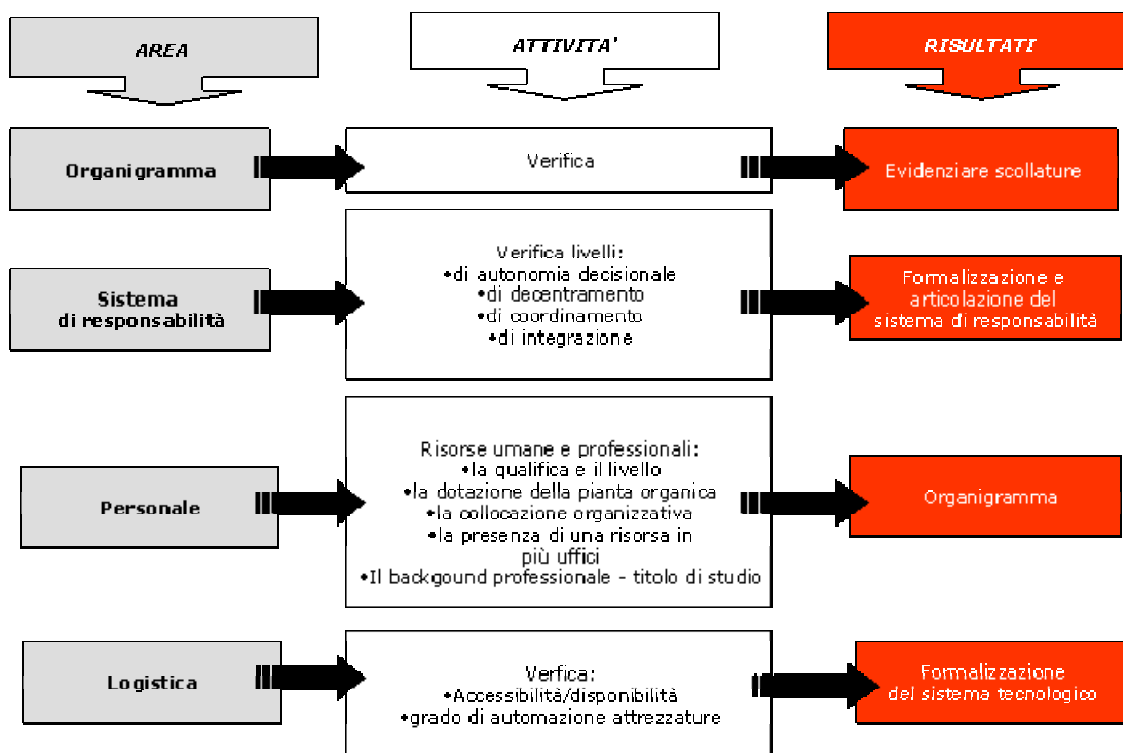 AREA
ATTIVITA'
RISULTATI
Organigramma
Verifica
Evidenziare scollature
Sistema
di responsabilità
Verifica livelli:
•di autonomia decisionale
•di decentramento
•di coordinamento
•di integrazione
Formalizzazione e
articolazione del
sistema di responsabilità
Personale
Risorse umane e professionali:
•la qualifica e il livello
•la dotazione della pianta organica
•la collocazione organizzativa
•la presenza di una risorsa in
più uffici
•Il backgound professionale – titolo di studio
Organigramma
Logistica
Verfica:
•Accessibilità/disponibilità
•grado di automazione attrezzature
Formalizzazione
del sistema tecnologico